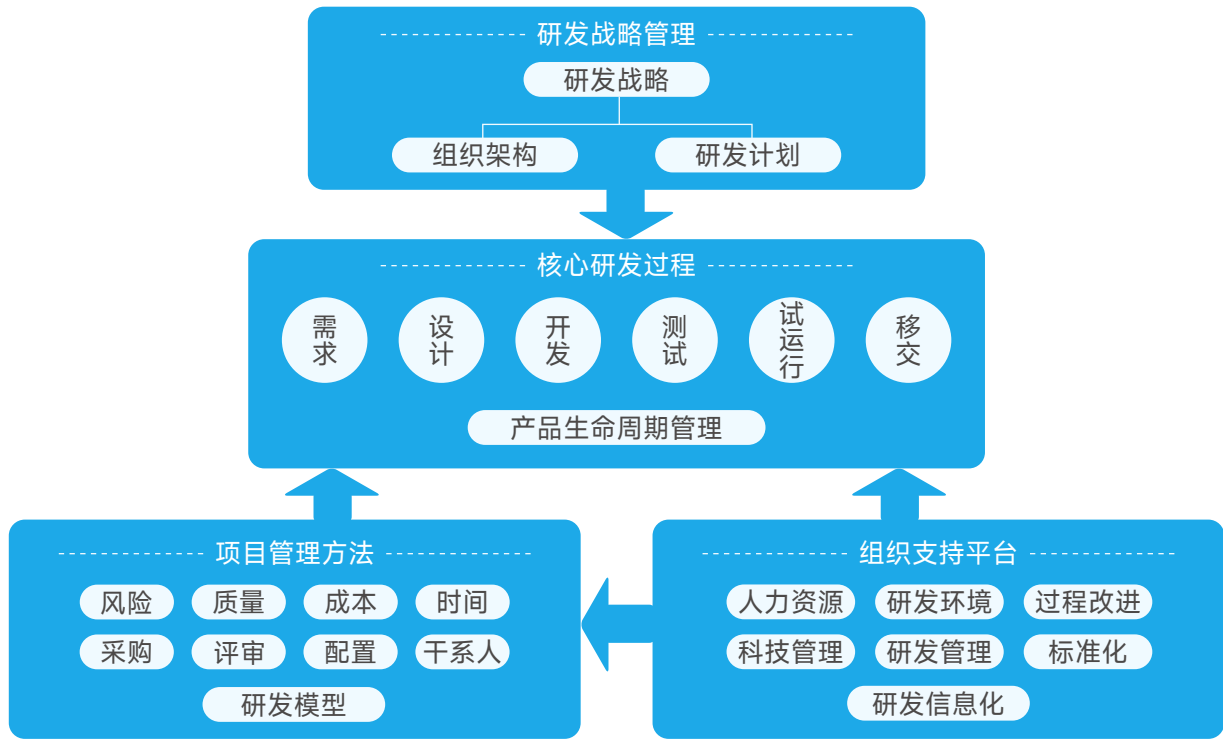 研发战略管理
研发战略
组织架构 研发计划
核心研发过程
需求 设计 开发 测试 试运行 移交
产品生命周期管理
项目管理方法
风险 质量 成本 时间
采购 评审 配置 干系人
研发模型
组织支持平台
人力资源 研发环境 过程改进
科技管理 研发管理 标准化
研发信息化